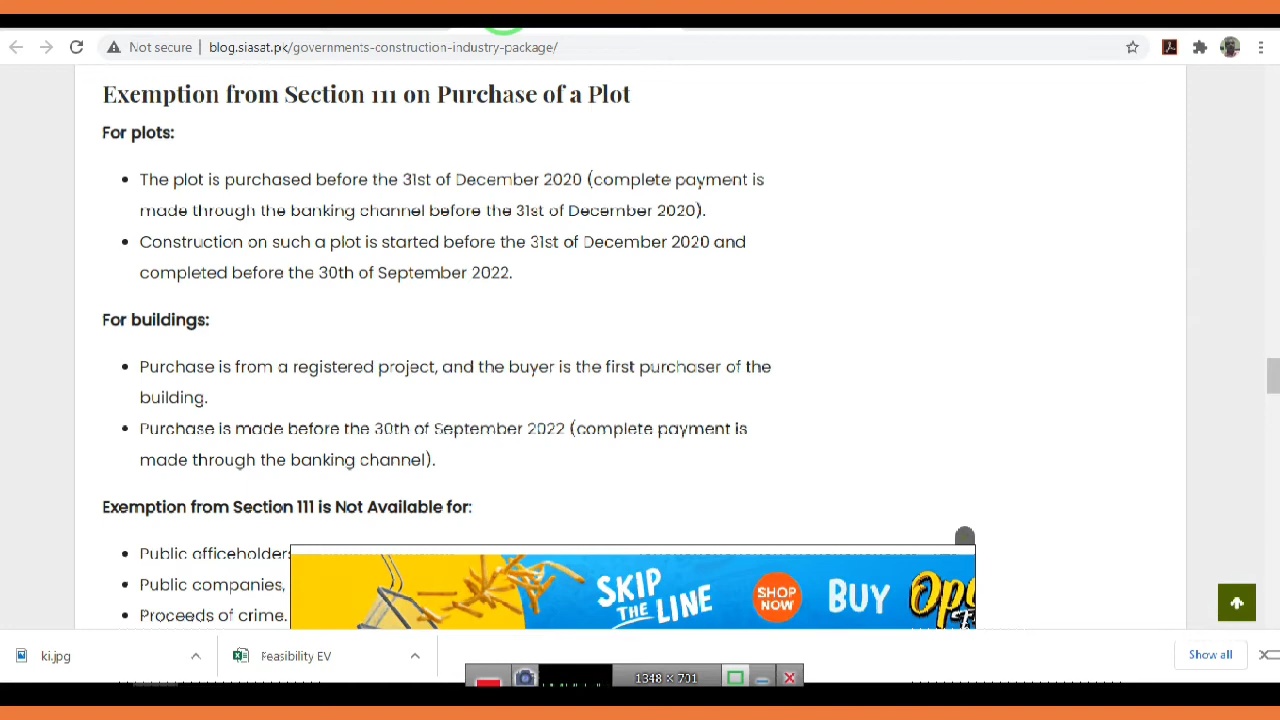 Not secure
blog.siasat.pk/governments-construction-industry-package/
Exemption from Section 111 on Purchase of a Plot
For plots:
• The plot is purchased before the 31st of December 2020 (complete payment is
made through the banking channel before the 31st of December 2020).
• Construction on such a plot is started before the 31st of December 2020 and
completed before the 30th of September 2022.
For buildings:
• Purchase is from a registered project, and the buyer is the first purchaser of the
building.
• Purchase is made before the 30th of September 2022 (complete payment is
made through the banking channel).
Exemption from Section 111 is Not Available for:
• Public afficeholders
• Public companies,
• Proceeds of crime.
SKIP
THE LINE
SHOP
NOW
BUY
ki.jpg
Feasibility EV
Show all
1348 × 701